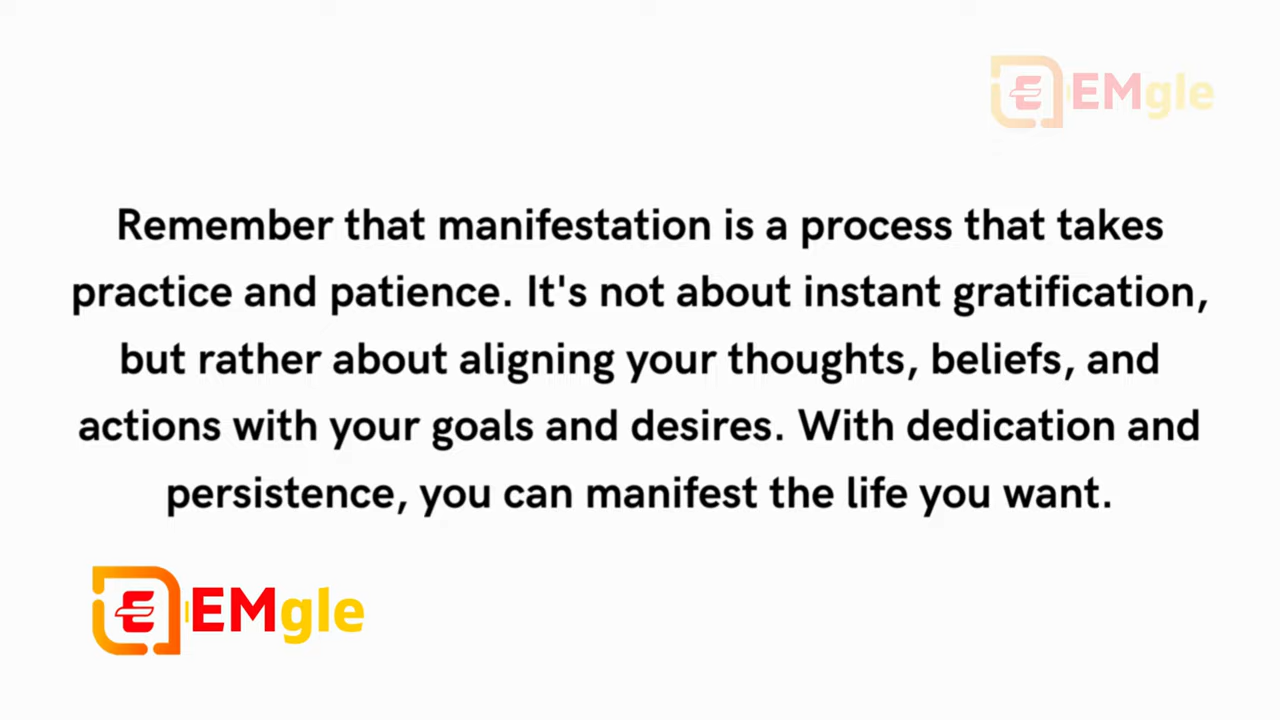 EMgle
Remember that manifestation is a process that takes
practice and patience. It's not about instant gratification,
but rather about aligning your thoughts, beliefs, and
actions with your goals and desires. With dedication and
persistence, you can manifest the life you want.
EMgle